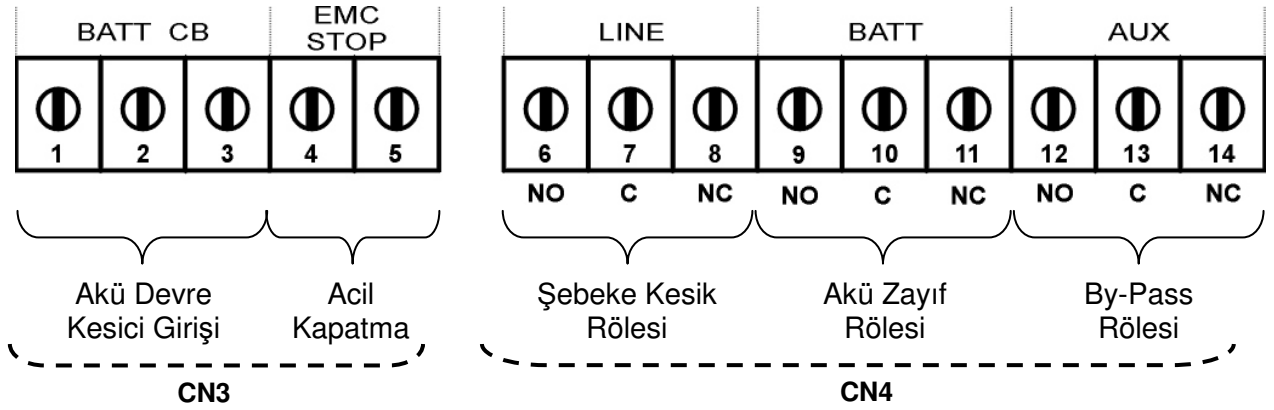 BATT CB
EMC
STOP
LINE
BATT
AUX
1 2 3 4 5
6 7 8 9 10 11 12 13 14
NO C NC NO C NC NO C NC
Akü Devre
Kesici Girişi
Acil
Kapatma
Şebeke Kesik
Rölesi
Akü Zayıf
Rölesi
By-Pass
Rölesi
CN3
CN4